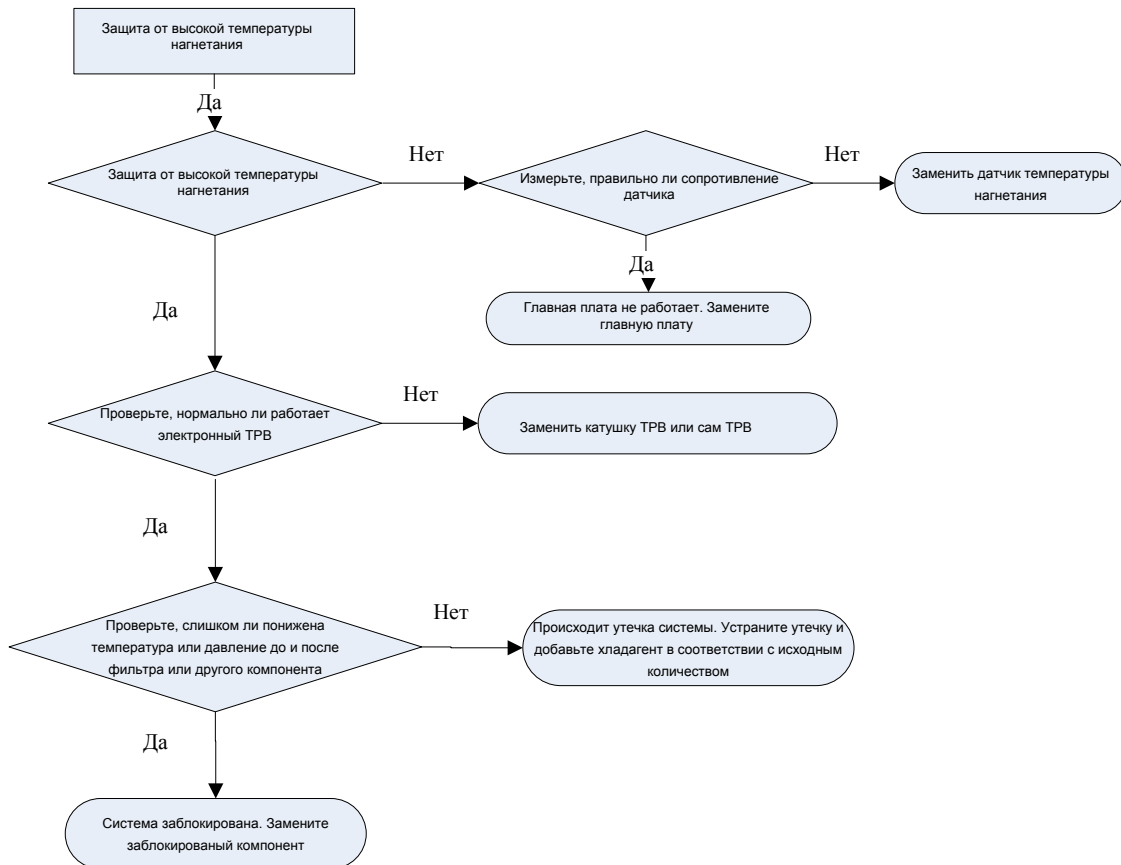 Защита от высокой температуры
нагнетания
Да
Защита от высокой температуры
нагнетания
Нет
Измерьте, правильно ли сопротивление
датчика
Нет
Заменить датчик температуры
нагнетания
Да
Главная плата не работает. Замените
главную плату
Да
Проверьте, нормально ли работает
электронный ТРВ
Нет
Заменить катушку ТРВ или сам ТРВ
Да
Проверьте, слишком ли понижена
температура или давление до и после
фильтра или другого компонента
Нет
Происходит утечка системы. Устраните утечку и
добавьте хладагент в соответствии с исходным
количеством
Да
Система заблокирована. Замените
заблокированый компонент